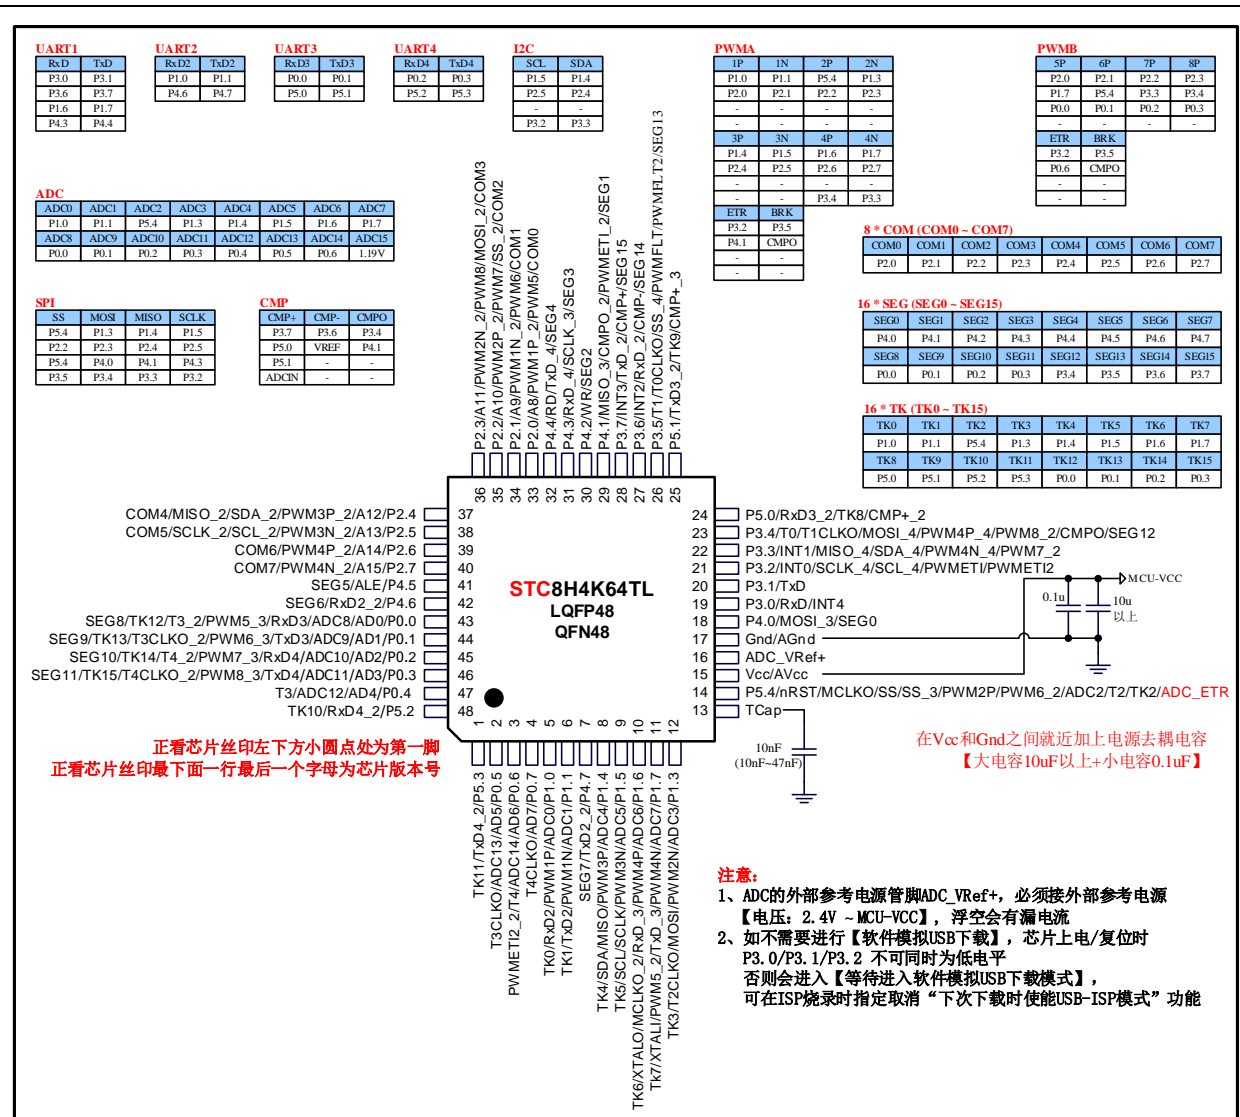 UART1
RxD TxD
P3.0 P3.1
P3.6 P3.7
P1.6 P1.7
P4.3 P4.4
UART2
RxD2 TxD2
P1.0 P1.1
P4.6 P4.7
UART3
RxD3 TxD3
P0.0 P0.1
P5.0 P5.1
UART4
RxD4 TxD4
P0.2 P0.3
P5.2 P5.3
I2C
SCL SDA
P1.5 P1.4
P2.5 P2.4
- -
P3.2 P3.3
PWMA
1P 1N 2P 2N
P1.0 P1.1 P5.4 P1.3
P2.0 P2.1 P2.2 P2.3
- - - -
- - - -
3P 3N 4P 4N
P1.4 P1.5 P1.6 P1.7
P2.4 P2.5 P2.6 P2.7
- - - -
- - P3.4 P3.3
ETR BRK
P3.2 P3.5
P4.1 CMPO
- -
- -
PWMB
5P 6P 7P 8P
P2.0 P2.1 P2.2 P2.3
P1.7 P5.4 P3.3 P3.4
P0.0 P0.1 P0.2 P0.3
- - - -
ETR BRK
P3.2 P3.5
P0.6 CMPO
- -
- -
ADC
ADC0 ADC1 ADC2 ADC3 ADC4 ADC5 ADC6 ADC7
P1.0 P1.1 P5.4 P1.3 P1.4 P1.5 P1.6 P1.7
ADC8 ADC9 ADC10 ADC11 ADC12 ADC13 ADC14 ADC15
P0.0 P0.1 P0.2 P0.3 P0.4 P0.5 P0.6 1.19V
SPI
SS MOSI MISO SCLK
P5.4 P1.3 P1.4 P1.5
P2.2 P2.3 P2.4 P2.5
P5.4 P4.0 P4.1 P4.3
P3.5 P3.4 P3.3 P3.2
CMP
CMP+ CMP- CMPO
P3.7 P3.6 P3.4
P5.0 VREF P4.1
P5.1 - -
ADCIN - -
8 * COM (COM0 ~ COM7)
COM0 COM1 COM2 COM3 COM4 COM5 COM6 COM7
P2.0 P2.1 P2.2 P2.3 P2.4 P2.5 P2.6 P2.7
16 * SEG (SEG0 ~ SEG15)
SEG0 SEG1 SEG2 SEG3 SEG4 SEG5 SEG6 SEG7
P4.0 P4.1 P4.2 P4.3 P4.4 P4.5 P4.6 P4.7
SEG8 SEG9 SEG10 SEG11 SEG12 SEG13 SEG14 SEG15
P0.0 P0.1 P0.2 P0.3 P3.4 P3.5 P3.6 P3.7
16 * TK (TK0 ~ TK15)
TK0 TK1 TK2 TK3 TK4 TK5 TK6 TK7
P1.0 P1.1 P5.4 P1.3 P1.4 P1.5 P1.6 P1.7
TK8 TK9 TK10 TK11 TK12 TK13 TK14 TK15
P5.0 P5.1 P5.2 P5.3 P0.0 P0.1 P0.2 P0.3
P2.3/A11/PWM2N_2/PWM8/MOSI_2/COM3
P2.2/A10/PWM2P_2/PWM7/SS_2/COM2
P2.1/A9/PWM1N_2/PWM6/COM1
P2.0/A8/PWM1P_2/PWM5/COM0
P4.4/RD/TxD_4/SEG4
P4.3/RxD_4/SCLK_3/SEG3
P4.2/WR/SEG2
P4.1/MISO_3/CMPO_2/PWMETI_2/SEG1
P3.7/INT3/TxD_2/CMP+/SEG15
P3.6/INT2/RxD_2/CMP-/SEG14
P3.5/T1/T0CLKO/SS_4/PWMFLT/PWMFLT2/SEG13
P5.1/TxD3_2/TK9/CMP+_3
36 35 34 33 32 31 30 29 28 27 26 25
COM4/MISO_2/SDA_2/PWM3P_2/A12/P2.4 37
COM5/SCLK_2/SCL_2/PWM3N_2/A13/P2.5 38
COM6/PWM4P_2/A14/P2.6 39
COM7/PWM4N_2/A15/P2.7 40
SEG5/ALE/P4.5 41
SEG6/RxD2_2/P4.6 42
SEG8/TK12/T3_2/PWM5_3/RxD3/ADC8/AD0/P0.0 43
SEG9/TK13/T3CLKO_2/PWM6_3/TxD3/ADC9/AD1/P0.1 44
SEG10/TK14/T4_2/PWM7_3/RxD4/ADC10/AD2/P0.2 45
SEG11/TK15/T4CLKO_2/PWM8_3/TxD4/ADC11/AD3/P0.3 46
T3/ADC12/AD4/P0.4 47
TK10/RxD4_2/P5.2 48
STC8H4K64TL
LQFP48
QFN48
24 P5.0/RxD3_2/TK8/CMP+_2
23 P3.4/T0/T1CLKO/MOSI_4/PWM4P_4/PWM8_2/CMPO/SEG12
22 P3.3/INT1/MISO_4/SDA_4/PWM4N_4/PWM7_2
21 P3.2/INT0/SCLK_4/SCL_4/PWMETI/PWMETI2
20 P3.1/TxD
19 P3.0/RxD/INT4
18 P4.0/MOSI_3/SEG0
17 Gnd/AGnd
16 ADC_VRef+
15 Vcc/AVcc
14 P5.4/nRST/MCLKO/SS/SS_3/PWM2P/PWM6_2/ADC2/T2/TK2/ADC_ETR
13 TCap
MCU-VCC
0.1u
10u
以上
10nF
(10nF~47nF)
在Vcc和Gnd之间就近加上电源去耦电容
【大电容10uF以上+小电容0.1uF】
正看芯片丝印左下方小圆点处为第一脚
正看芯片丝印最下面一行最后一个字母为芯片版本号
1 2 3 4 5 6 7 8 9 10 11 12
TK11/TxD4_2/P5.3
T3CLKO/ADC13/AD5/P0.5
PWMETI2_2/T4/ADC14/AD6/P0.6
T4CLKO/AD7/P0.7
TK0/RxD2/PWM1P/ADC0/P1.0
TK1/TxD2/PWM1N/ADC1/P1.1
SEG7/TxD2_2/P4.7
TK4/SDA/MISO/PWM3P/ADC4/P1.4
TK5/SCL/SCLK/PWM3N/ADC5/P1.5
TK6/XTALO/MCLKO_2/RxD_3/PWM4P/ADC6/P1.6
Tk7/XTALI/PWM5_2/TxD_3/PWM4N/ADC7/P1.7
TK3/T2CLKO/MOSI/PWM2N/ADC3/P1.3
注意:
1、ADC的外部参考电源管脚ADC_VRef+, 必须接外部参考电源
【电压: 2.4V ~ MCU-VCC】, 浮空会有漏电流
2、如不需要进行【软件模拟USB下载】, 芯片上电/复位时
P3.0/P3.1/P3.2 不可同时为低电平
否则会进入【等待进入软件模拟USB下载模式】,
可在ISP烧录时指定取消“下次下载时使能USB-ISP模式”功能